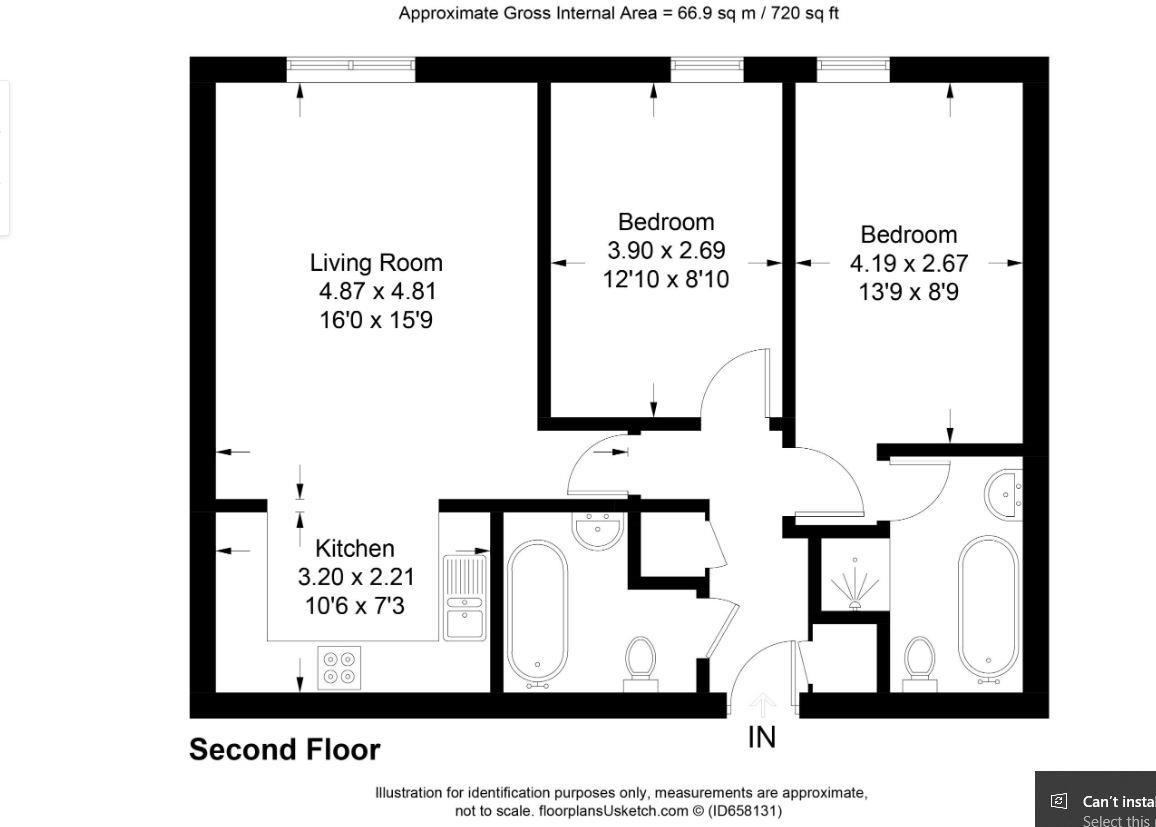 Approximate Gross Internal Area = 66.9 sq m / 720 sq ft
Bedroom
3.90 x 2.69
12'10 x 8'10
Bedroom
4.19 x 2.67
13'9 x 8'9
Living Room
4.87 x 4.81
16'0 x 15'9
Kitchen
3.20 x 2.21
10'6 x 7'3
IN
Second Floor
Illustration for identification purposes only, measurements are approximate,
not to scale. floorplansUsketch.com © (ID658131)
Can't instal
Select this